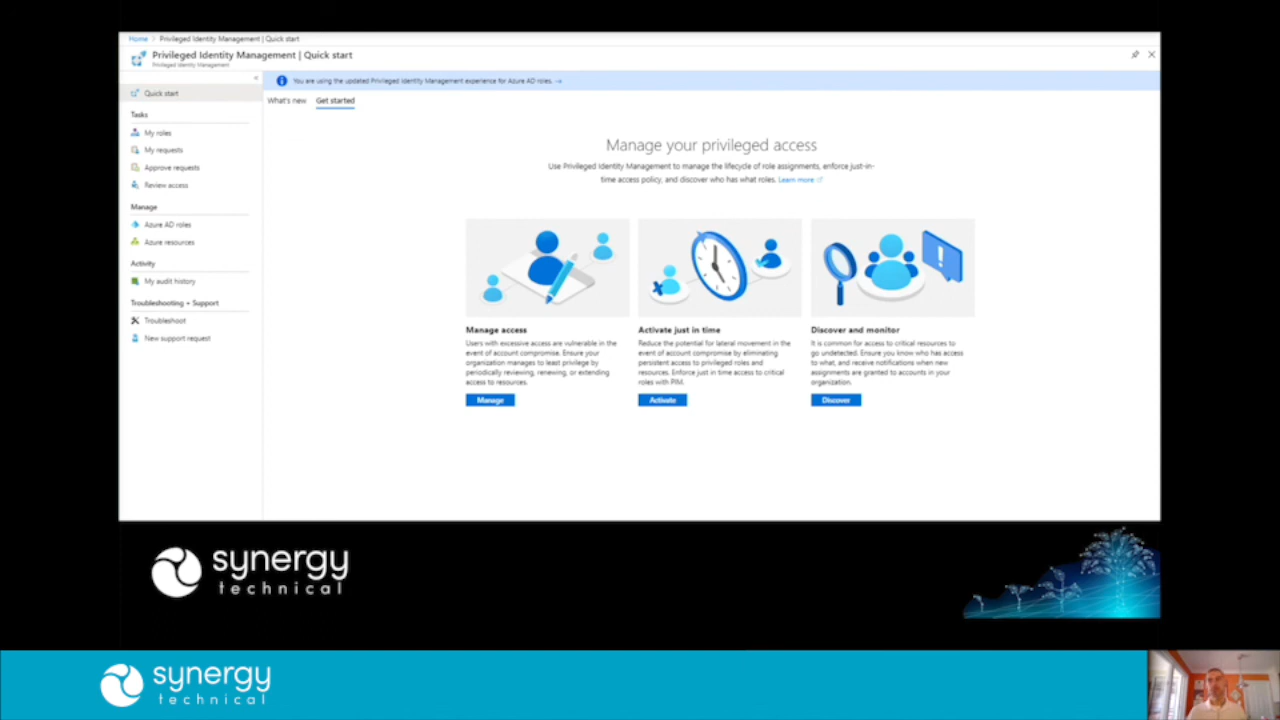 Home > Privileged Identity Management | Quick start
Privileged Identity Management | Quick start
Privileged Identity Management
You are using the updated Privileged Identity Management experience for Azure AD roles. →
Quick start
Tasks
My roles
My requests
Approve requests
Review access
Manage
Azure AD roles
Azure resources
Activity
My audit history
Troubleshooting + Support
Troubleshoot
New support request
What's new
Get started
Manage your privileged access
Use Privileged Identity Management to manage the lifecycle of role assignments, enforce just-in-
time access policy, and discover who has what roles. Learn more
Manage access
Users with excessive access are vulnerable in the
event of account compromise. Ensure your
organization manages to least privilege by
periodically reviewing, renewing, or extending
access to resources.
Manage
Activate just in time
Reduce the potential for lateral movement in the
event of account compromise by eliminating
persistent access to privileged roles and
resources. Enforce just in time access to critical
roles with PIM.
Activate
Discover and monitor
It is common for access to critical resources to
go undetected. Ensure you know who has access
to what, and receive notifications when new
assignments are granted to accounts in your
organization.
Discover
synergy
technical
synergy
technical